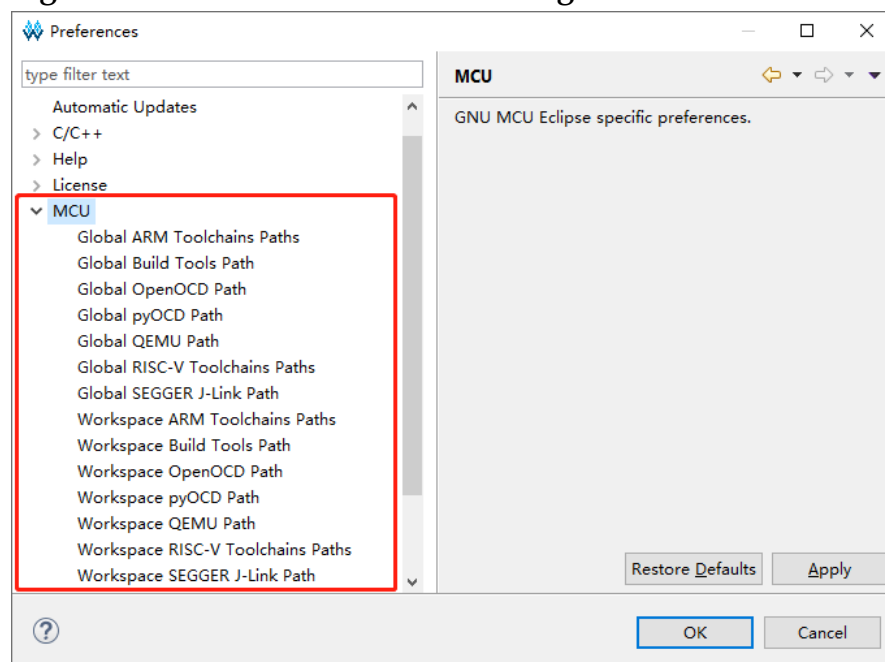 Preferences
type filter text
Automatic Updates
C/C++
Help
License
MCU
Global ARM Toolchains Paths
Global Build Tools Path
Global OpenOCD Path
Global pyOCD Path
Global QEMU Path
Global RISC-V Toolchains Paths
Global SEGGER J-Link Path
Workspace ARM Toolchains Paths
Workspace Build Tools Path
Workspace OpenOCD Path
Workspace pyOCD Path
Workspace QEMU Path
Workspace RISC-V Toolchains Paths
Workspace SEGGER J-Link Path
MCU
GNU MCU Eclipse specific preferences.
Restore Defaults
Apply
?
OK
Cancel